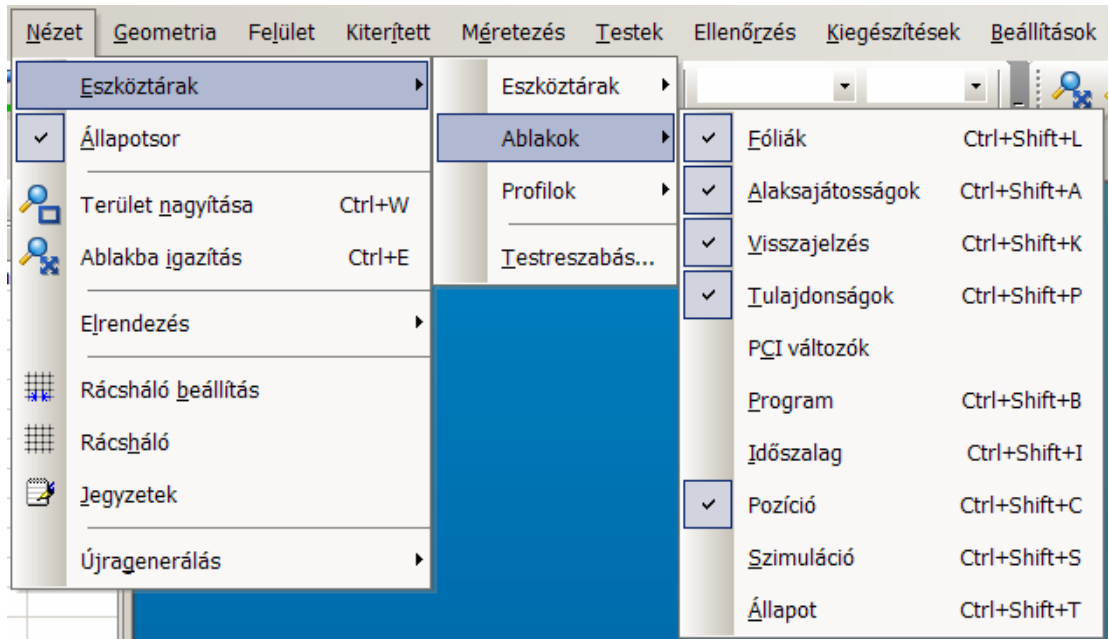 Nézet Geometria Felület Kiterített Méretezés Testek Ellenőrzés Kiegészítések Beállítások
Eszköztárak
Állapotsor
Terület nagyítása Ctrl+W
Ablakba igazítás Ctrl+E
Elrendezés
Rácsháló beállítás
Rácsháló
Jegyzetek
Újragenerálás
Eszköztárak
Ablakok
Profilok
Testreszabás...
Fóliák Ctrl+Shift+L
Alaksajátosságok Ctrl+Shift+A
Visszajelzés Ctrl+Shift+K
Tulajdonságok Ctrl+Shift+P
PCI változók
Program Ctrl+Shift+B
Időszalag Ctrl+Shift+I
Pozíció Ctrl+Shift+C
Szimuláció Ctrl+Shift+S
Állapot Ctrl+Shift+T